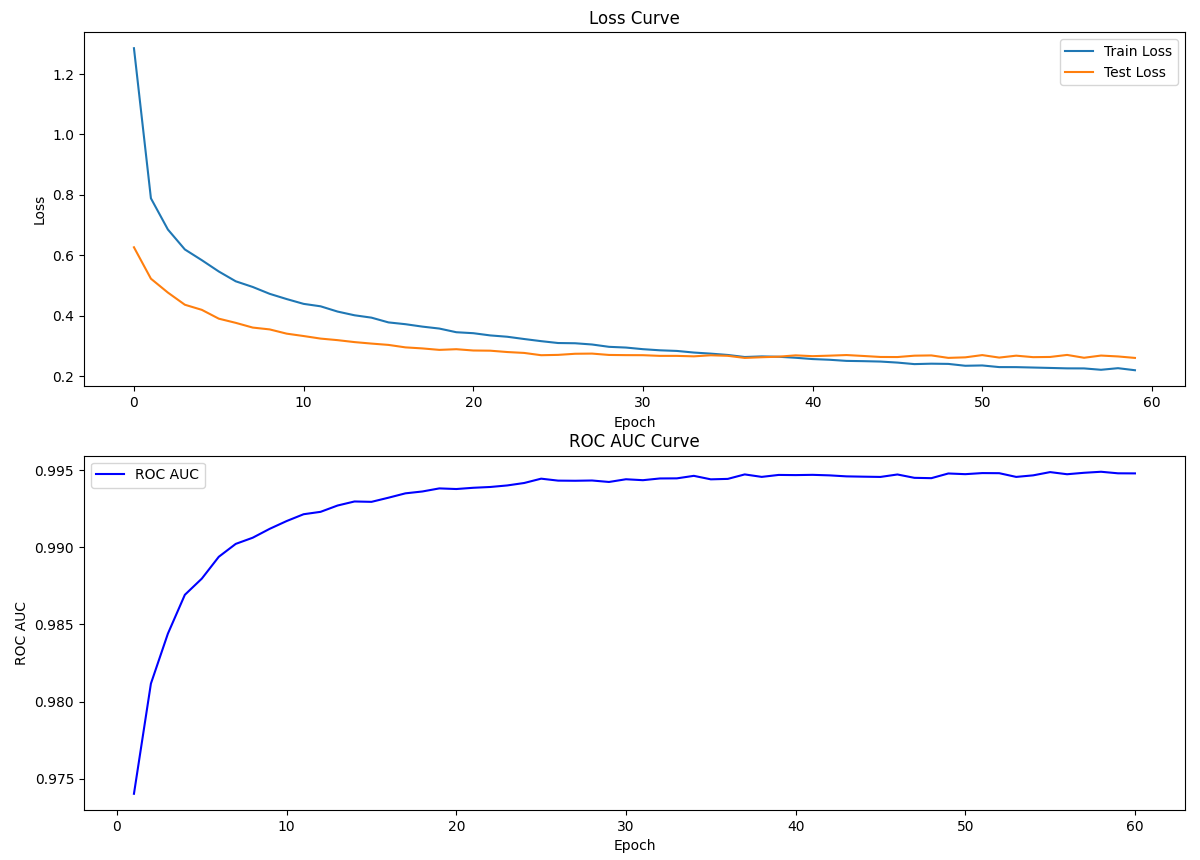 Loss Curve
Train Loss
Test Loss
1.2
1.0
0.8
0.6
0.4
0.2
Loss
0 10 20 30 40 50 60
Epoch
ROC AUC Curve
ROC AUC
0.995
0.990
0.985
0.980
0.975
ROC AUC
0 10 20 30 40 50 60
Epoch